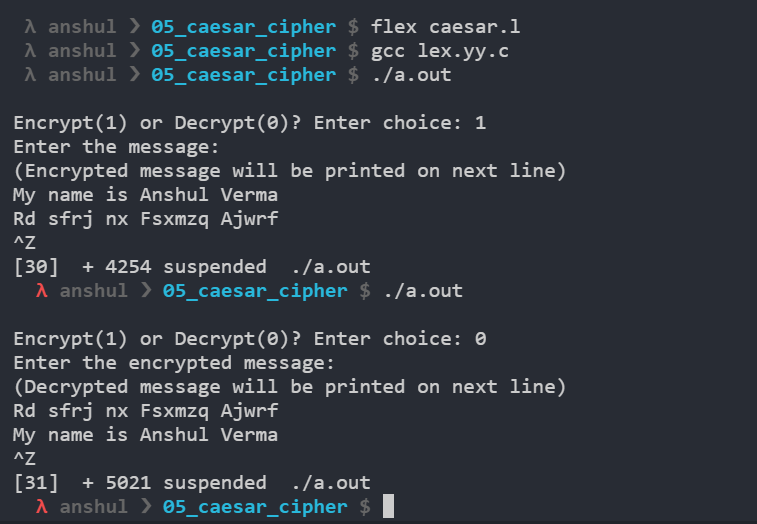 λ anshul ❯ 05_caesar_cipher $ flex caesar.l
λ anshul ❯ 05_caesar_cipher $ gcc lex.yy.c
λ anshul ❯ 05_caesar_cipher $ ./a.out
Encrypt(1) or Decrypt(0)? Enter choice: 1
Enter the message:
(Encrypted message will be printed on next line)
My name is Anshul Verma
Rd sfrj nx Fsxmzq Ajwrf
^Z
[30]  + 4254 suspended  ./a.out
λ anshul ❯ 05_caesar_cipher $ ./a.out
Encrypt(1) or Decrypt(0)? Enter choice: 0
Enter the encrypted message:
(Decrypted message will be printed on next line)
Rd sfrj nx Fsxmzq Ajwrf
My name is Anshul Verma
^Z
[31]  + 5021 suspended  ./a.out
λ anshul ❯ 05_caesar_cipher $